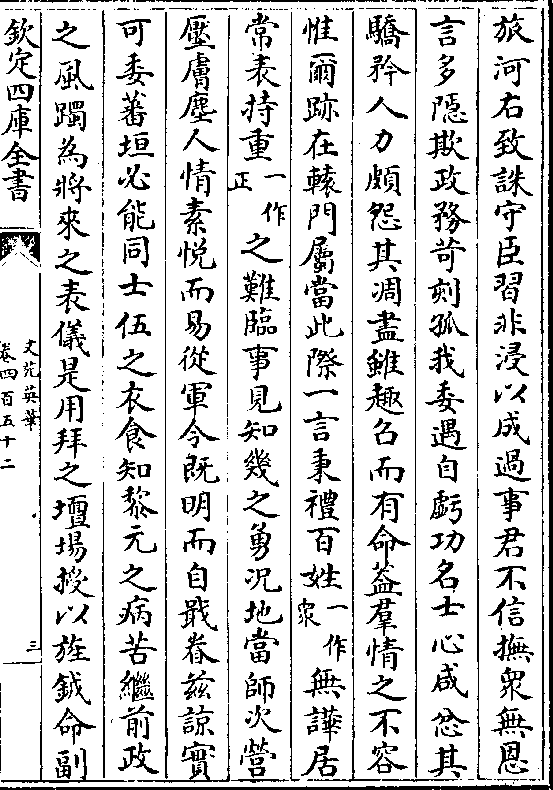 旅河右致誅守臣習非浸以成過事君不信撫衆無恩
言多隱欺政務苛刻孤我委遇自虧功名士心咸忿其
驕矜人力頗怨其凋盡雖趣召而有命葢羣情之不容
惟爾跡在轅門屬當此際一言秉禮百姓一作衆無譁居
常表持重一作正之難臨事見知幾之勇況地當師次營
壓膚塵人情素悦而易從軍令既明而自戢眷兹諒實
可委蕃垣必能同士伍之衣食知黎元之病苦繼前政
之風躅為將來之表儀是用拜之壇場授以旌鉞命副
欽定四庫全書
文苑英華
卷四百五十二
三